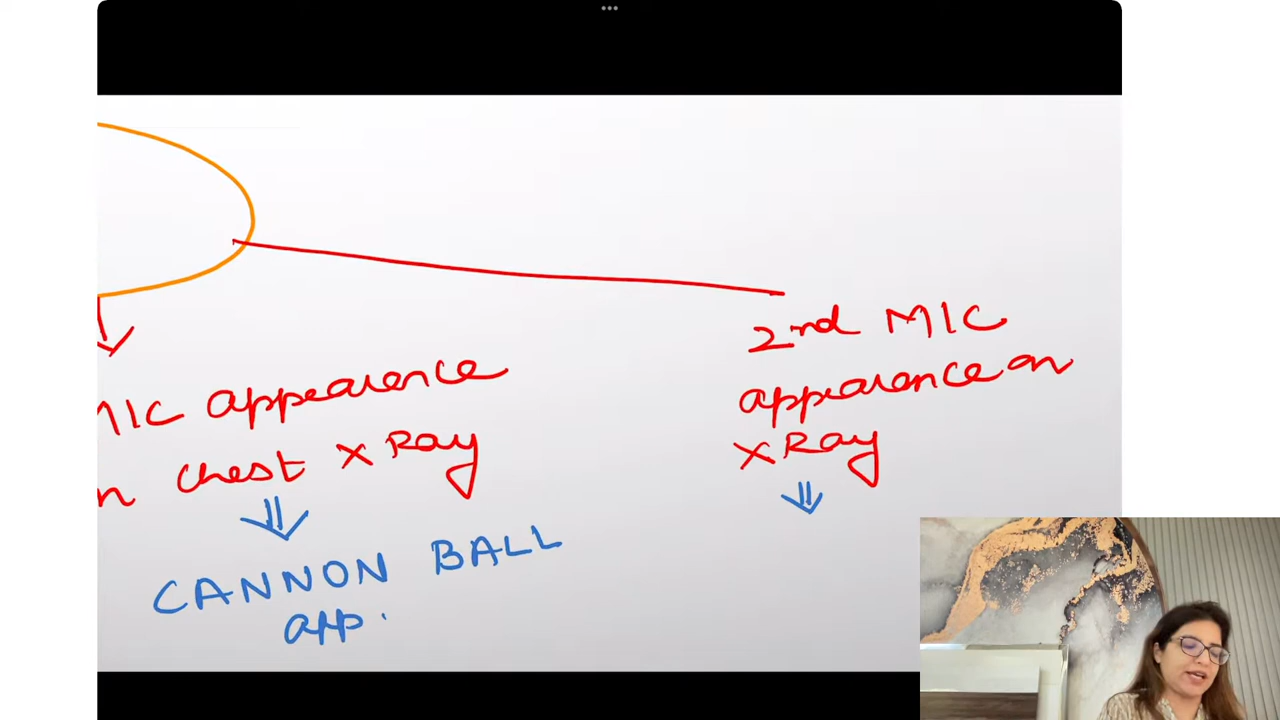 MIC appearence
n chest X Ray
CANNON BALL
app.
2nd MIC
appearence on
X Ray